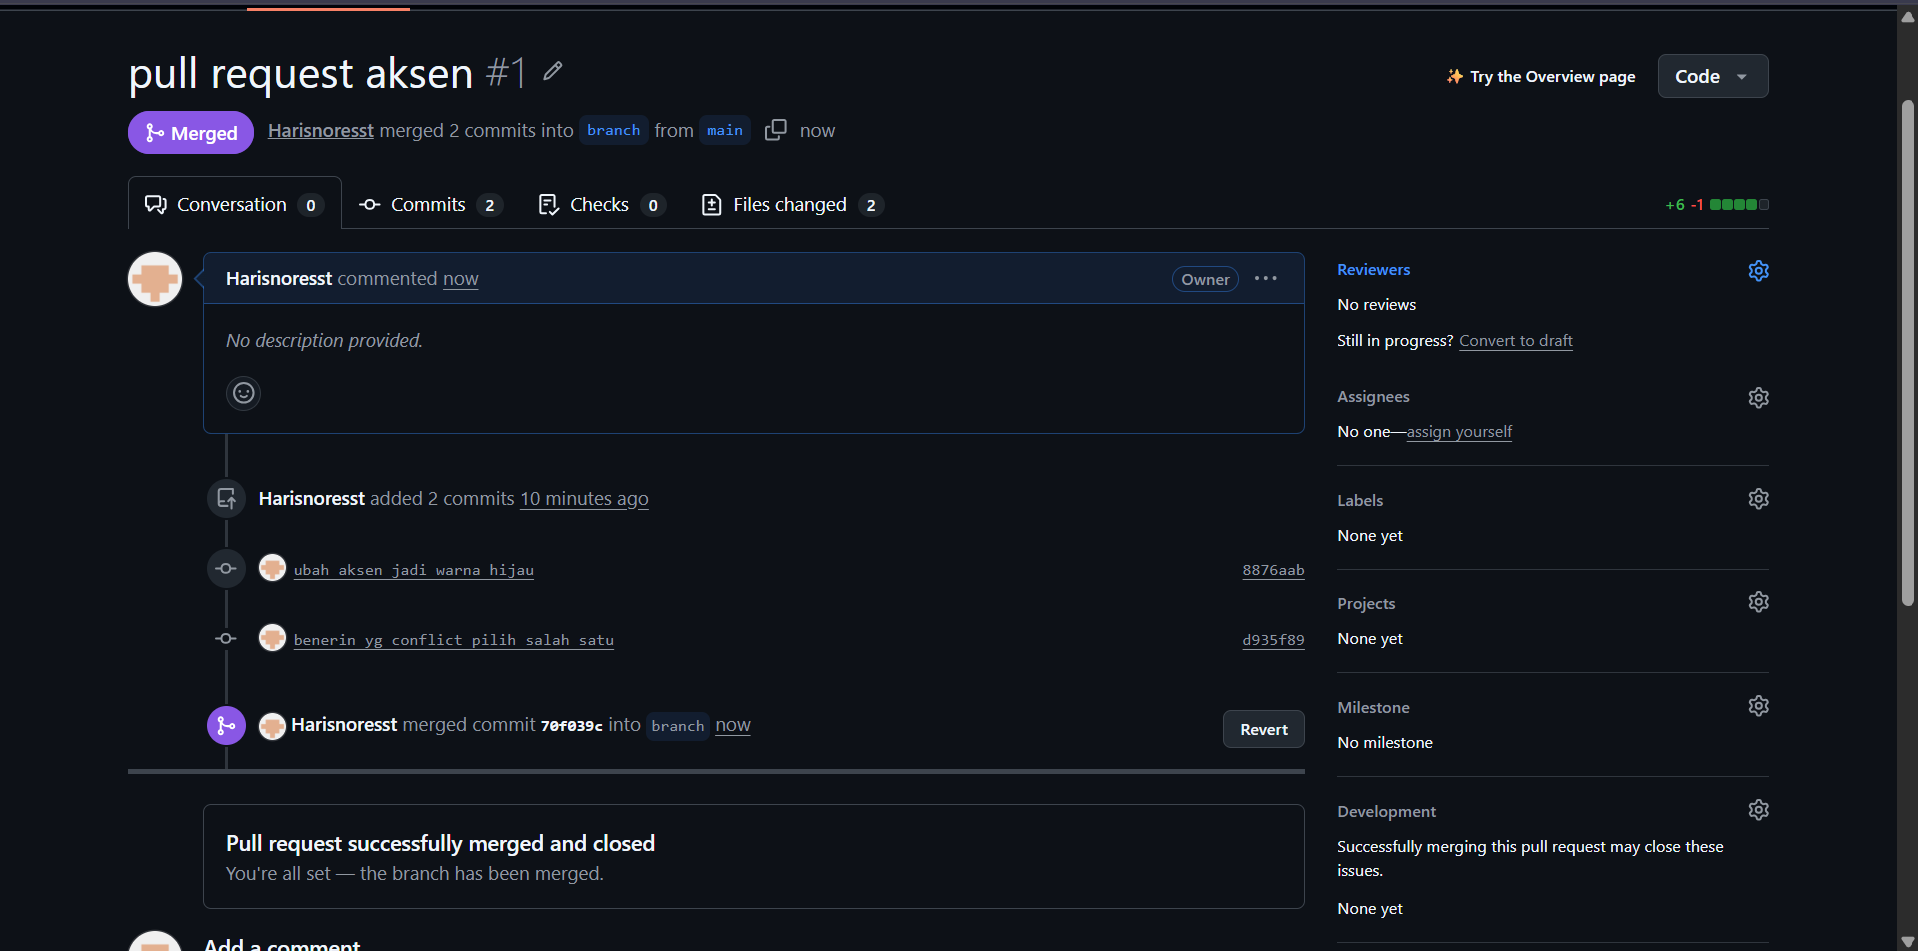 pull request aksen #1
✨ Try the Overview page
Code
Merged
Harisnoresst merged 2 commits into branch from main now
Conversation 0
Commits 2
Checks 0
Files changed 2
+6 -1
Harisnoresst commented now
Owner
No description provided.
Harisnoresst added 2 commits 10 minutes ago
ubah aksen jadi warna hijau
8876aab
benerin yg conflict pilih salah satu
d935f89
Harisnoresst merged commit 70f039c into branch now
Revert
Pull request successfully merged and closed
You're all set — the branch has been merged.
Add a comment
Reviewers
No reviews
Still in progress? Convert to draft
Assignees
No one—assign yourself
Labels
None yet
Projects
None yet
Milestone
No milestone
Development
Successfully merging this pull request may close these
issues.
None yet